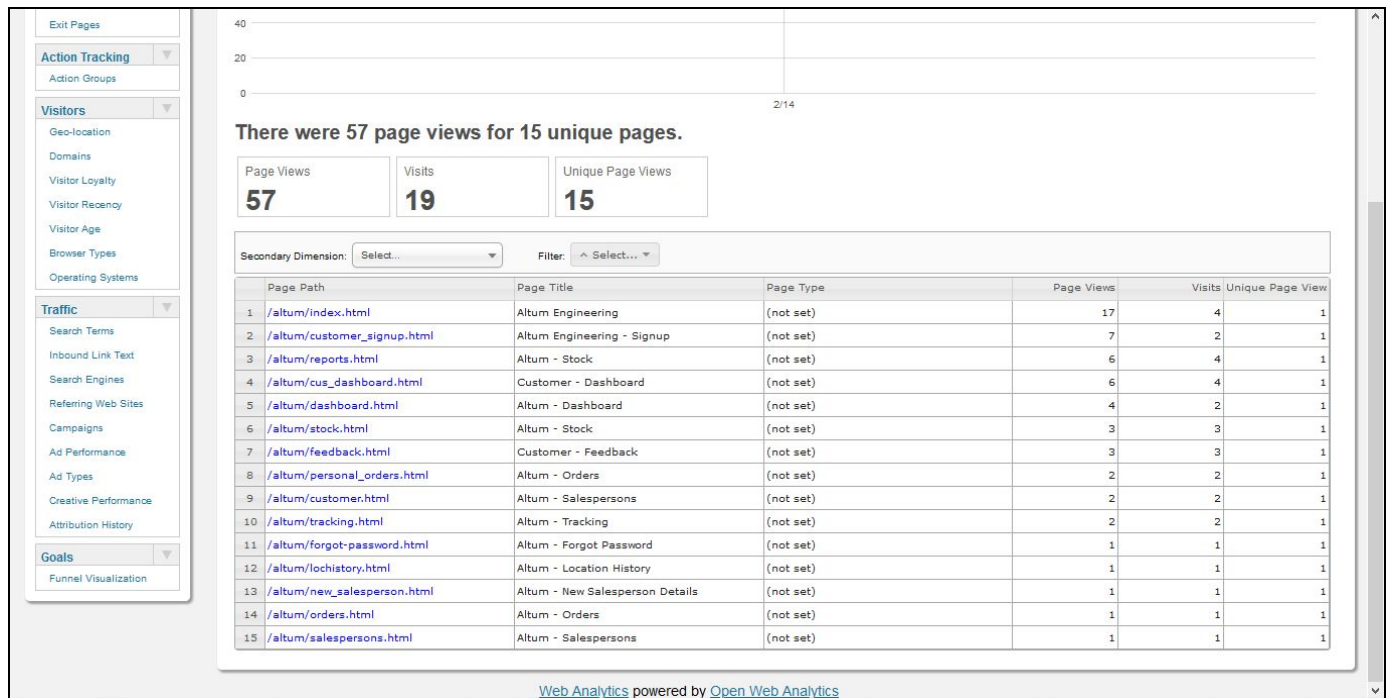 Exit Pages
Action Tracking
Action Groups
Visitors
Geo-location
Domains
Visitor Loyalty
Visitor Recency
Visitor Age
Browser Types
Operating Systems
Traffic
Search Terms
Inbound Link Text
Search Engines
Referring Web Sites
Campaigns
Ad Performance
Ad Types
Creative Performance
Attribution History
Goals
Funnel Visualization
40
20
0
2/14
There were 57 page views for 15 unique pages.
Page Views Visits Unique Page Views
57 19 15
Secondary Dimension: Select... Filter: ^ Select...
Page Path Page Title Page Type Page Views Visits Unique Page View
1 /altum/index.html Altum Engineering (not set) 17 4 1
2 /altum/customer_signup.html Altum Engineering - Signup (not set) 7 2 1
3 /altum/reports.html Altum - Stock (not set) 6 4 1
4 /altum/cus_dashboard.html Customer - Dashboard (not set) 6 4 1
5 /altum/dashboard.html Altum - Dashboard (not set) 4 2 1
6 /altum/stock.html Altum - Stock (not set) 3 3 1
7 /altum/feedback.html Customer - Feedback (not set) 3 3 1
8 /altum/personal_orders.html Altum - Orders (not set) 2 2 1
9 /altum/customer.html Altum - Salespersons (not set) 2 2 1
10 /altum/tracking.html Altum - Tracking (not set) 2 2 1
11 /altum/forgot-password.html Altum - Forgot Password (not set) 1 1 1
12 /altum/lochistory.html Altum - Location History (not set) 1 1 1
13 /altum/new_salesperson.html Altum - New Salesperson Details (not set) 1 1 1
14 /altum/orders.html Altum - Orders (not set) 1 1 1
15 /altum/salespersons.html Altum - Salespersons (not set) 1 1 1
Web Analytics powered by Open Web Analytics